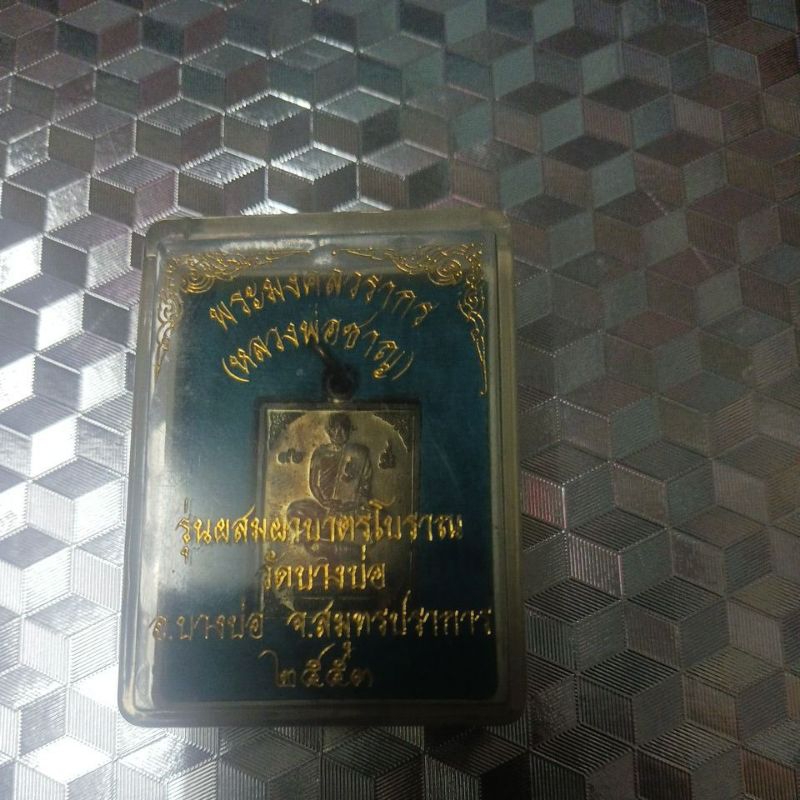 พระมงคลวรากร
(หลวงพ่อชาญ)
รุ่นผสมฝาบาตรโบราณ
วัดบางบ่อ
อ.บางบ่อ จ.สมุทรปราการ
๒๕๕๓